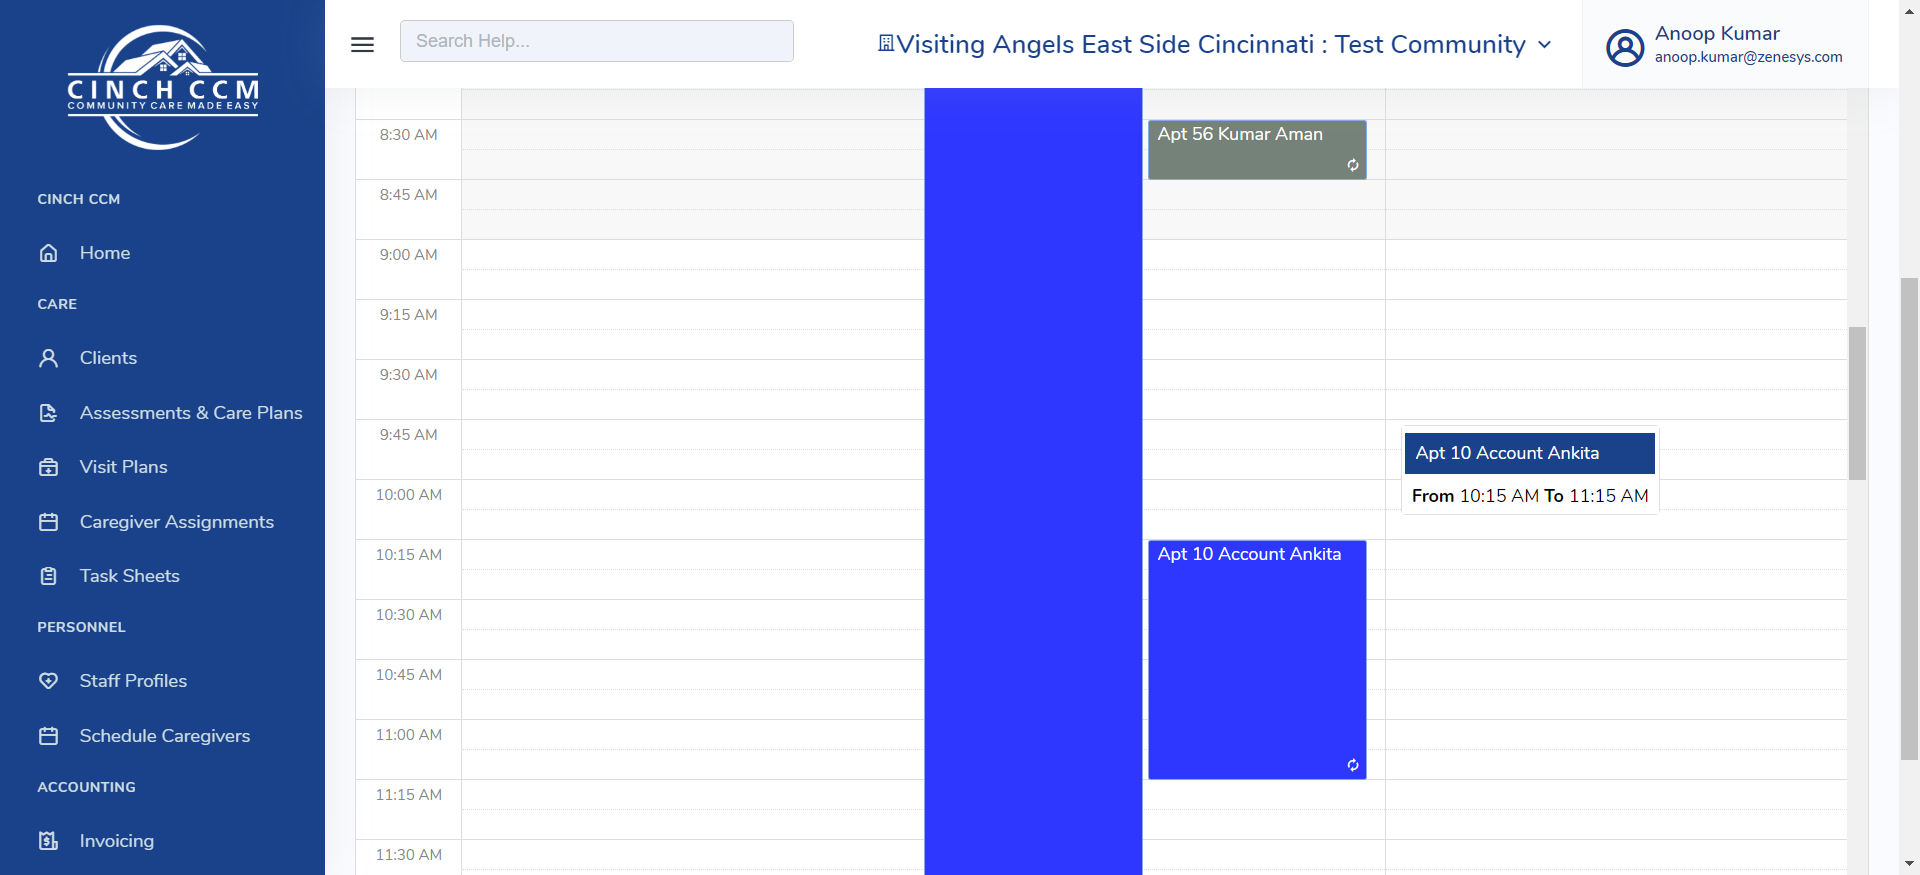 CINCH CCM
COMMUNITY CARE MADE EASY
CINCH CCM
Home
CARE
Clients
Assessments & Care Plans
Visit Plans
Caregiver Assignments
Task Sheets
PERSONNEL
Staff Profiles
Schedule Caregivers
ACCOUNTING
Invoicing
Search Help...
Visiting Angels East Side Cincinnati : Test Community
Anoop Kumar
anoop.kumar@zenesys.com
8:30 AM
Apt 56 Kumar Aman
8:45 AM
9:00 AM
9:15 AM
9:30 AM
9:45 AM
Apt 10 Account Ankita
From 10:15 AM To 11:15 AM
10:00 AM
10:15 AM
Apt 10 Account Ankita
10:30 AM
10:45 AM
11:00 AM
11:15 AM
11:30 AM